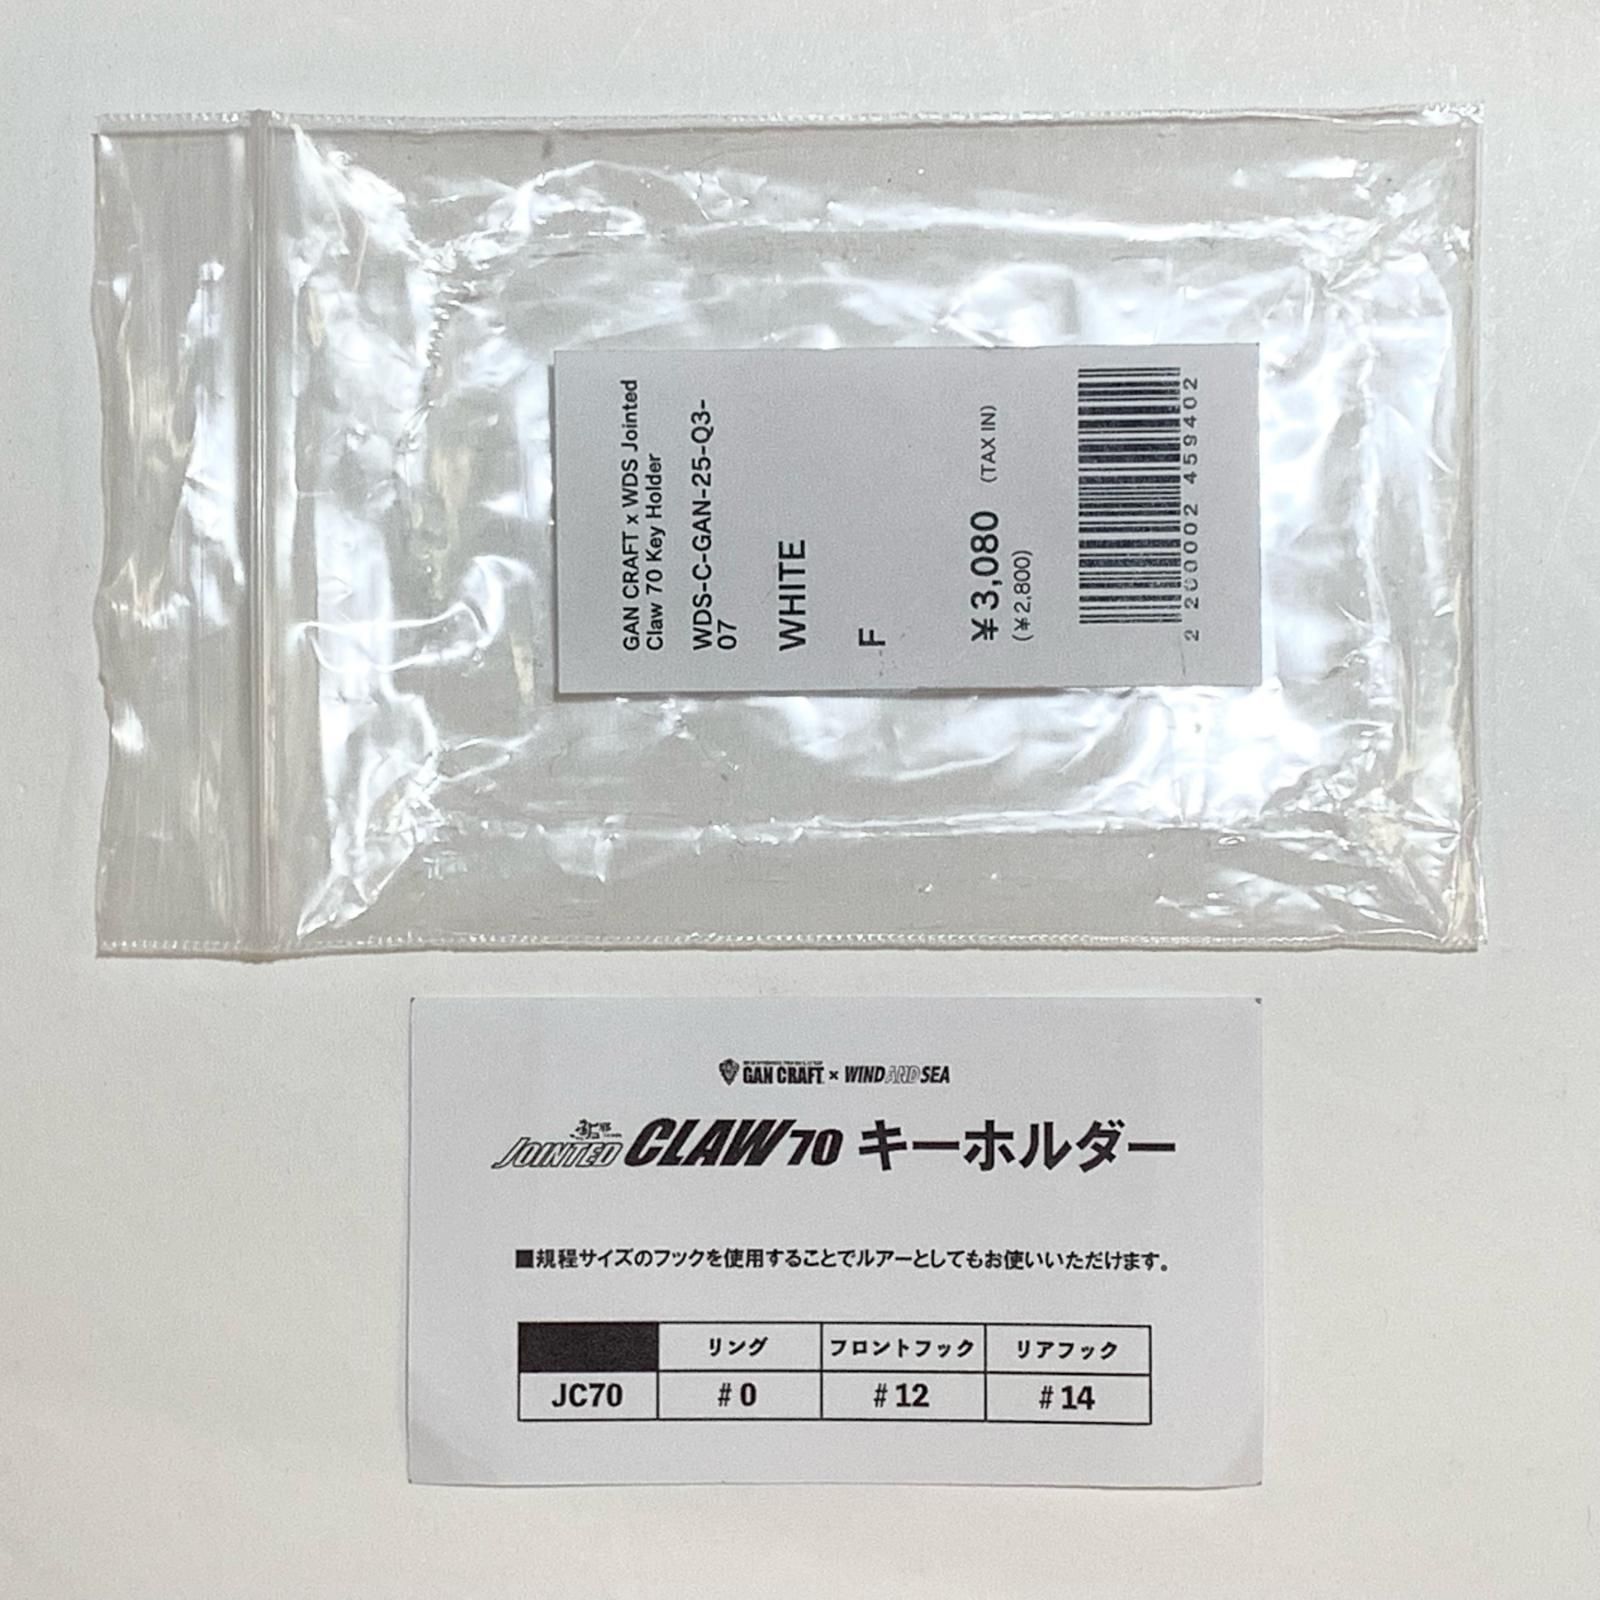 GAN CRAFT x WDS Jointed
Claw 70 Key Holder
WDS-C-GAN-25-Q3-
07
WHITE
F
¥3,080 (TAX IN)
(¥2,800)
2 200002 459402
GAN CRAFT × WIND AND SEA
JOINTED CLAW 70 キーホルダー
■規程サイズのフックを使用することでルアーとしてもお使いいただけます。
リング フロントフック リアフック
JC70 #0 #12 #14